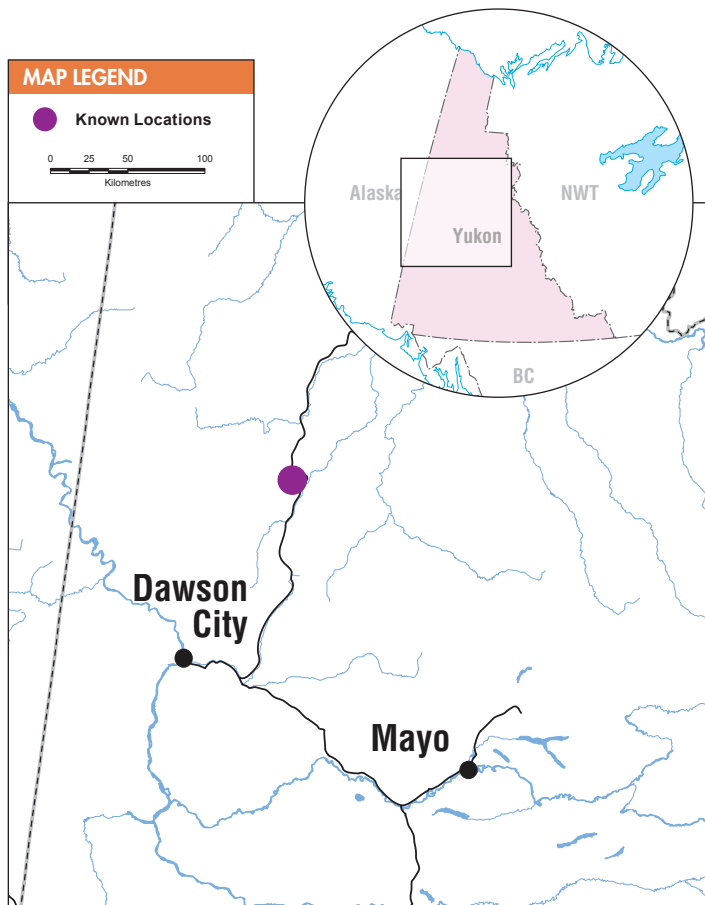 MAP LEGEND
Known Locations
0 25 50 100
Kilometres
Alaska
NWT
Yukon
BC
Dawson
City
Mayo